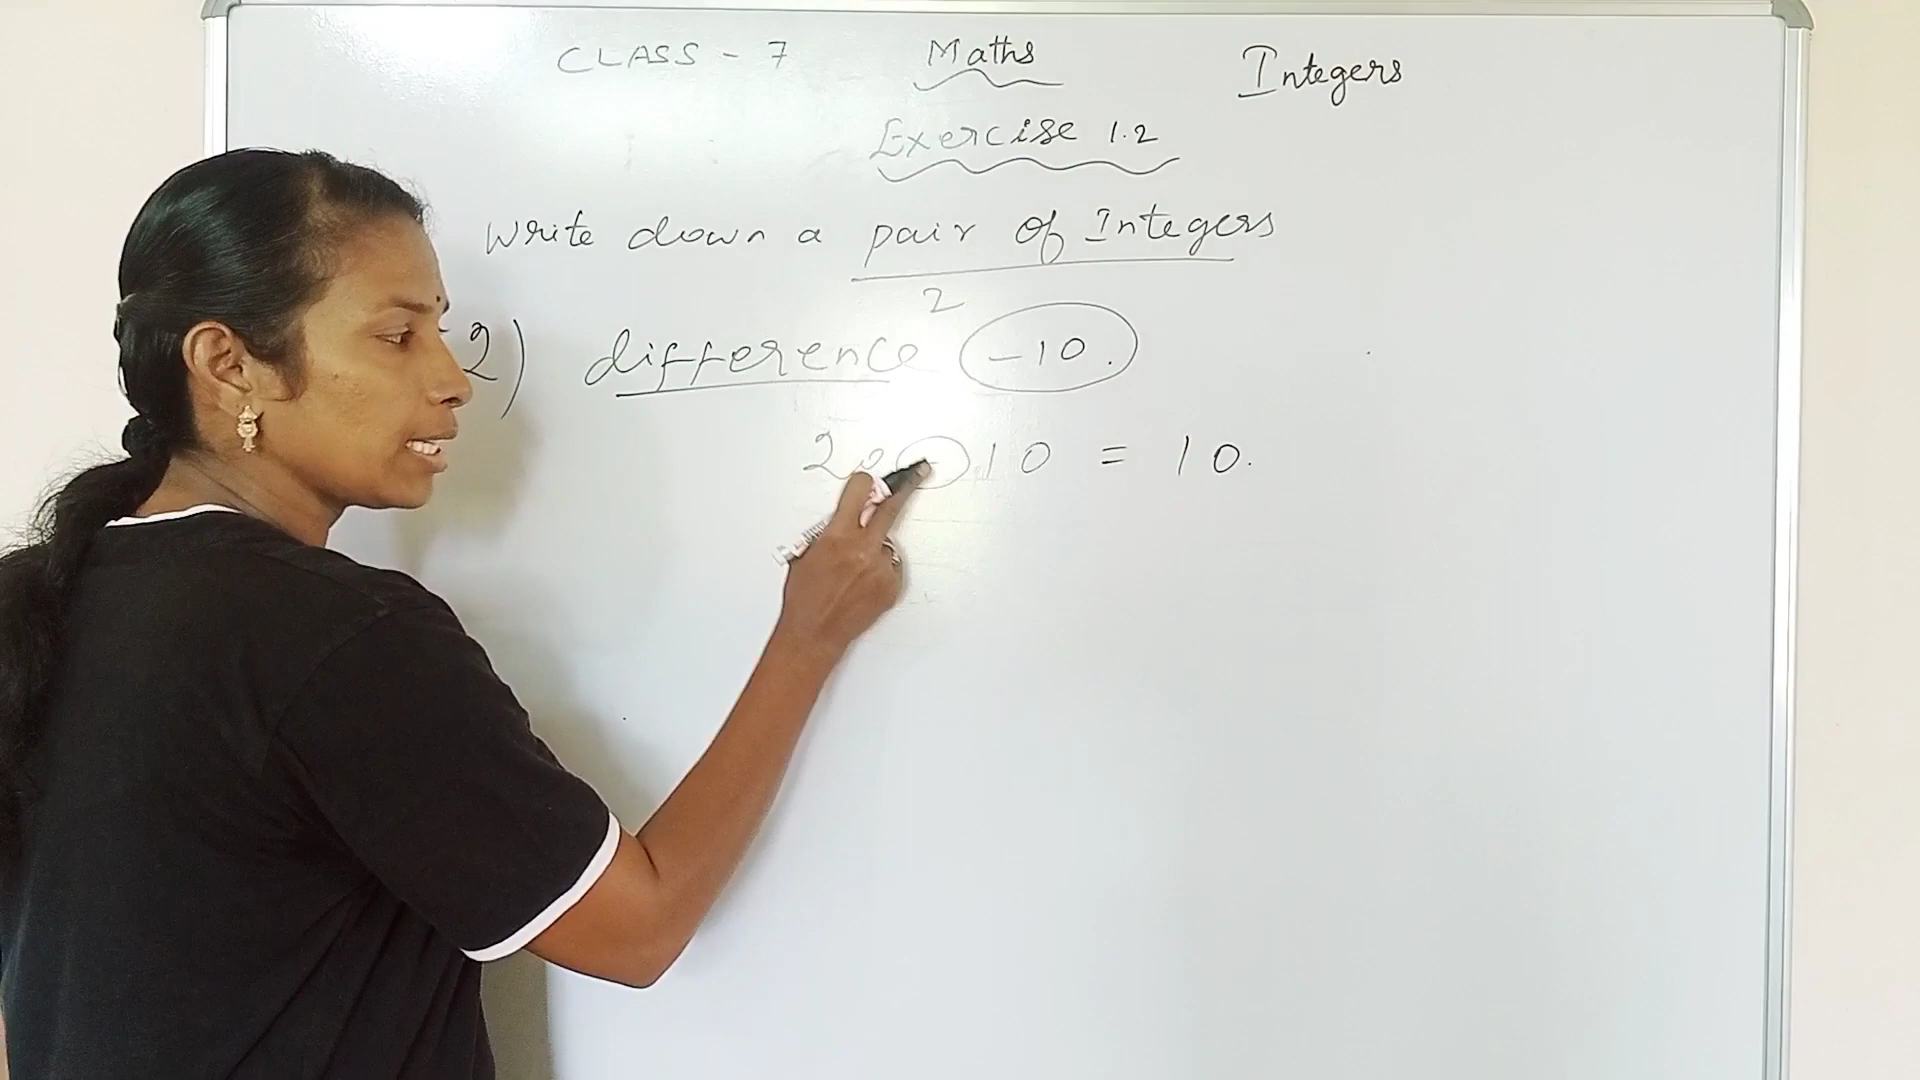 CLASS - 7 Maths Integers
Exercise 1.2
Write down a pair of Integers
2
2) difference -10.
20 - 10 = 10.